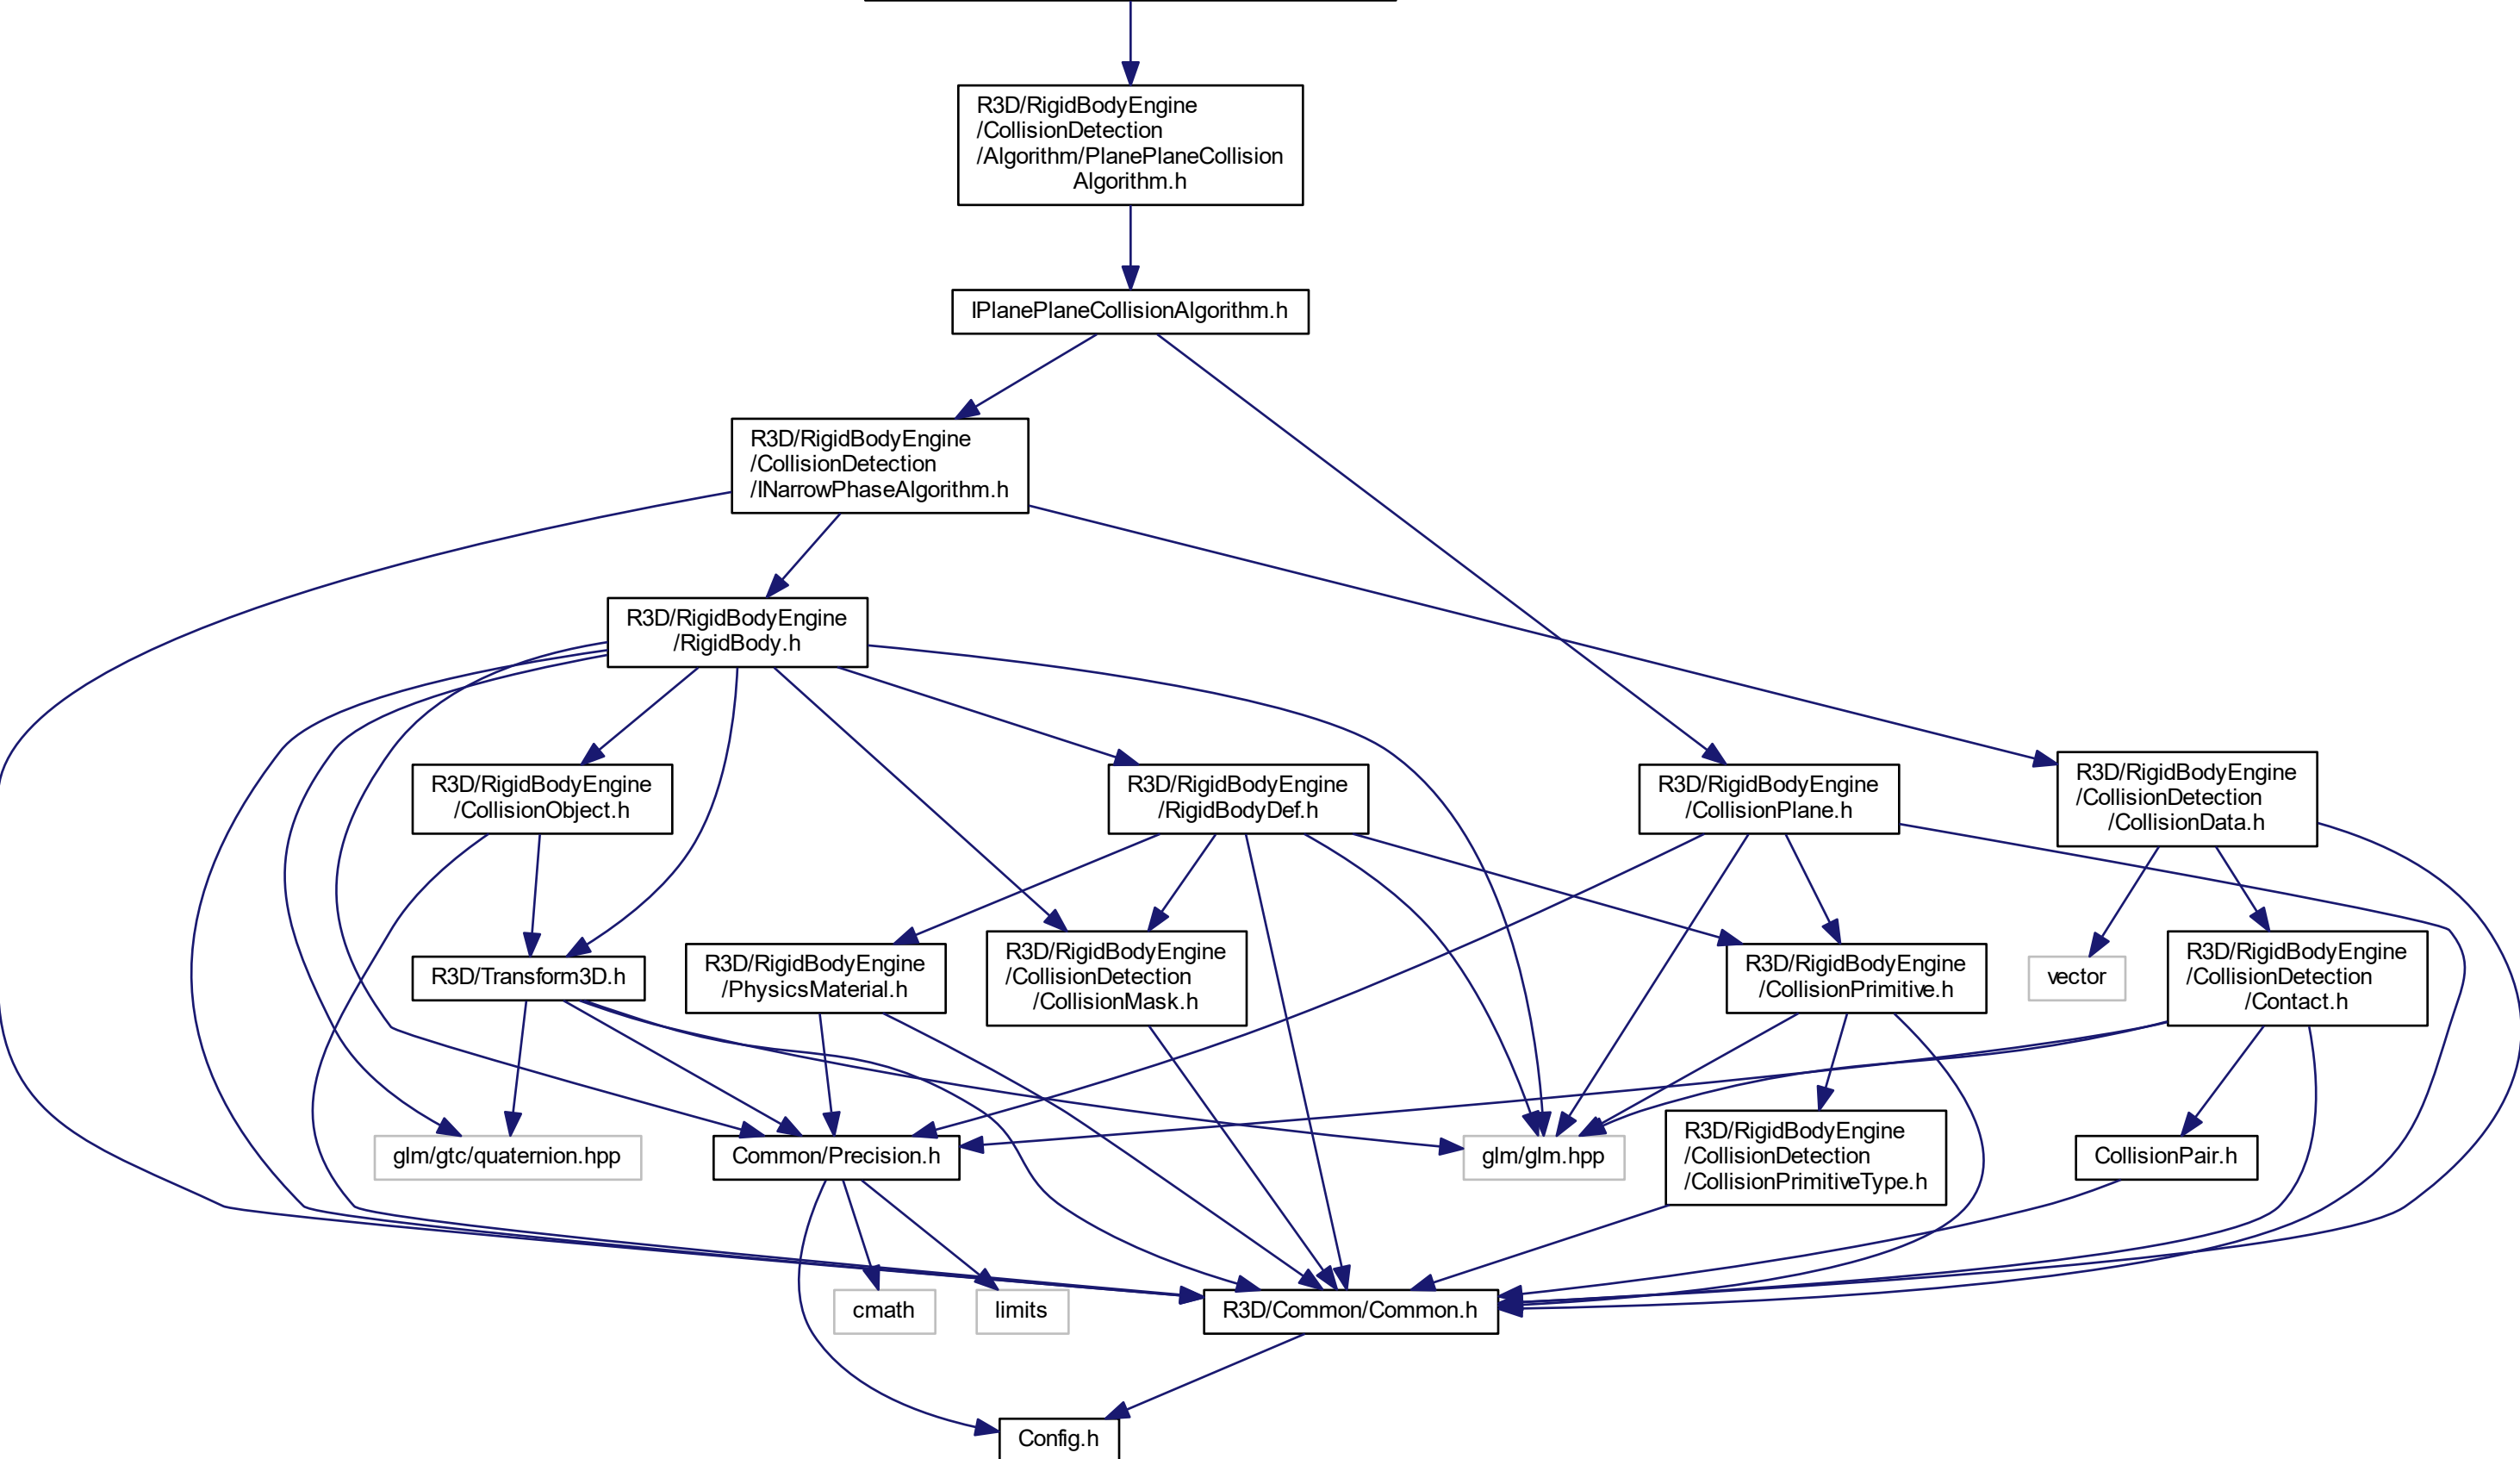 R3D/RigidBodyEngine
/CollisionDetection
/Algorithm/PlanePlaneCollision
Algorithm.h
IPlanePlaneCollisionAlgorithm.h
R3D/RigidBodyEngine
/CollisionDetection
/INarrowPhaseAlgorithm.h
R3D/RigidBodyEngine
/RigidBody.h
R3D/RigidBodyEngine
/CollisionObject.h
R3D/RigidBodyEngine
/RigidBodyDef.h
R3D/RigidBodyEngine
/CollisionPlane.h
R3D/RigidBodyEngine
/CollisionDetection
/CollisionData.h
R3D/Transform3D.h
R3D/RigidBodyEngine
/PhysicsMaterial.h
R3D/RigidBodyEngine
/CollisionDetection
/CollisionMask.h
R3D/RigidBodyEngine
/CollisionPrimitive.h
vector
R3D/RigidBodyEngine
/CollisionDetection
/Contact.h
glm/gtc/quaternion.hpp
Common/Precision.h
glm/glm.hpp
R3D/RigidBodyEngine
/CollisionDetection
/CollisionPrimitiveType.h
CollisionPair.h
cmath
limits
R3D/Common/Common.h
Config.h